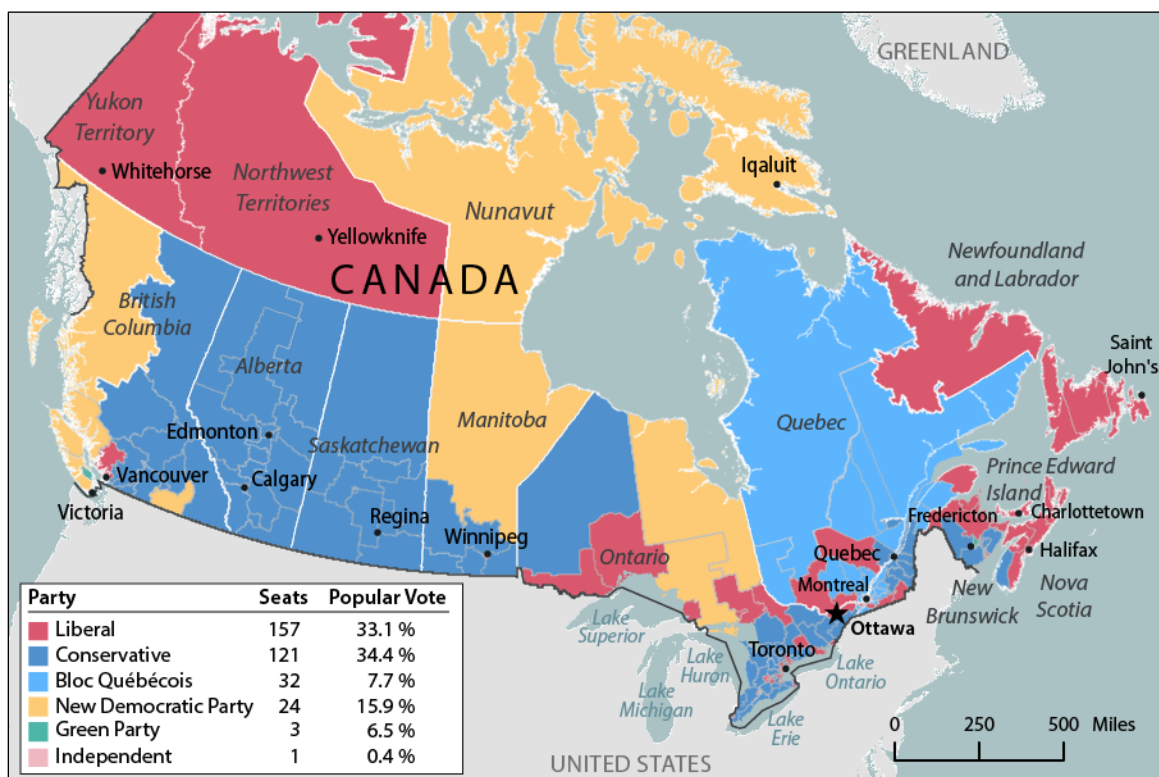 GREENLAND
Yukon
Territory
Whitehorse
Northwest
Territories
Yellowknife
Iqaluit
Nunavut
CANADA
Newfoundland
and Labrador
British
Columbia
Alberta
Saint
John's
Edmonton
Saskatchewan
Manitoba
Quebec
Vancouver
Calgary
Victoria
Regina
Winnipeg
Ontario
Prince Edward
Island
Charlottetown
Fredericton
Halifax
Quebec
Montreal
New
Brunswick
Nova
Scotia
Ottawa
Toronto
Lake
Superior
Lake
Huron
Lake
Michigan
Lake
Ontario
Lake
Erie
UNITED STATES
0 250 500 Miles
Party Seats Popular Vote
Liberal 157 33.1 %
Conservative 121 34.4 %
Bloc Québécois 32 7.7 %
New Democratic Party 24 15.9 %
Green Party 3 6.5 %
Independent 1 0.4 %